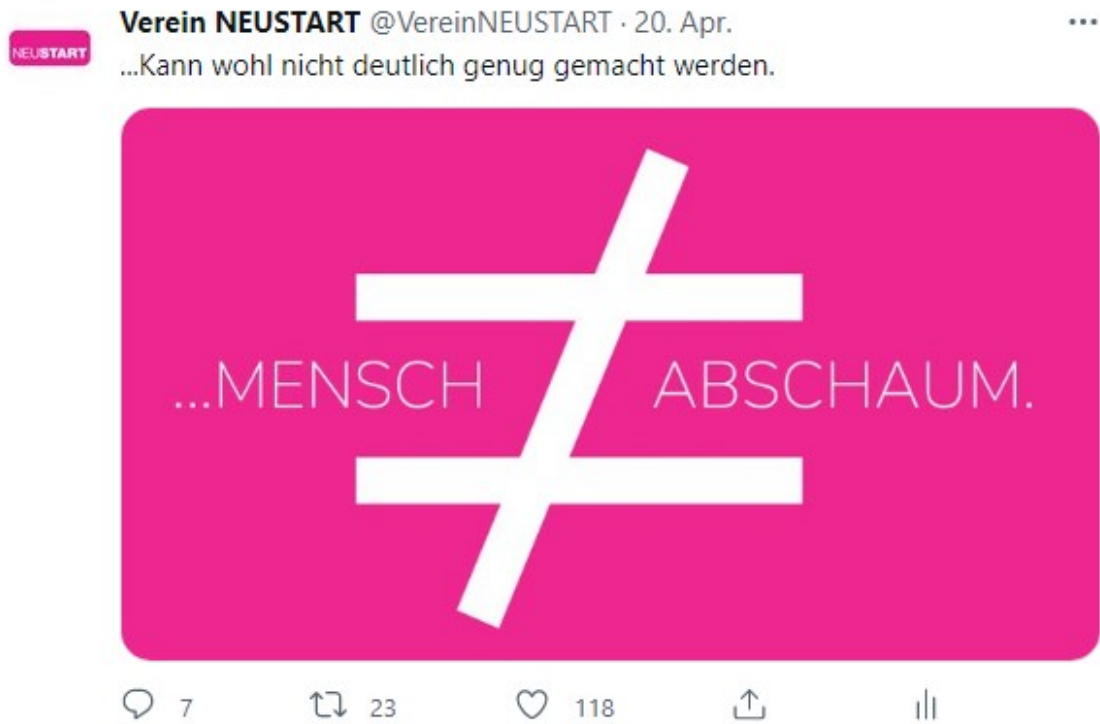 Verein NEUSTART @VereinNEUSTART · 20. Apr.
NEUSTART
...Kann wohl nicht deutlich genug gemacht werden.
...MENSCH ≠ ABSCHAUM.
7 23 118